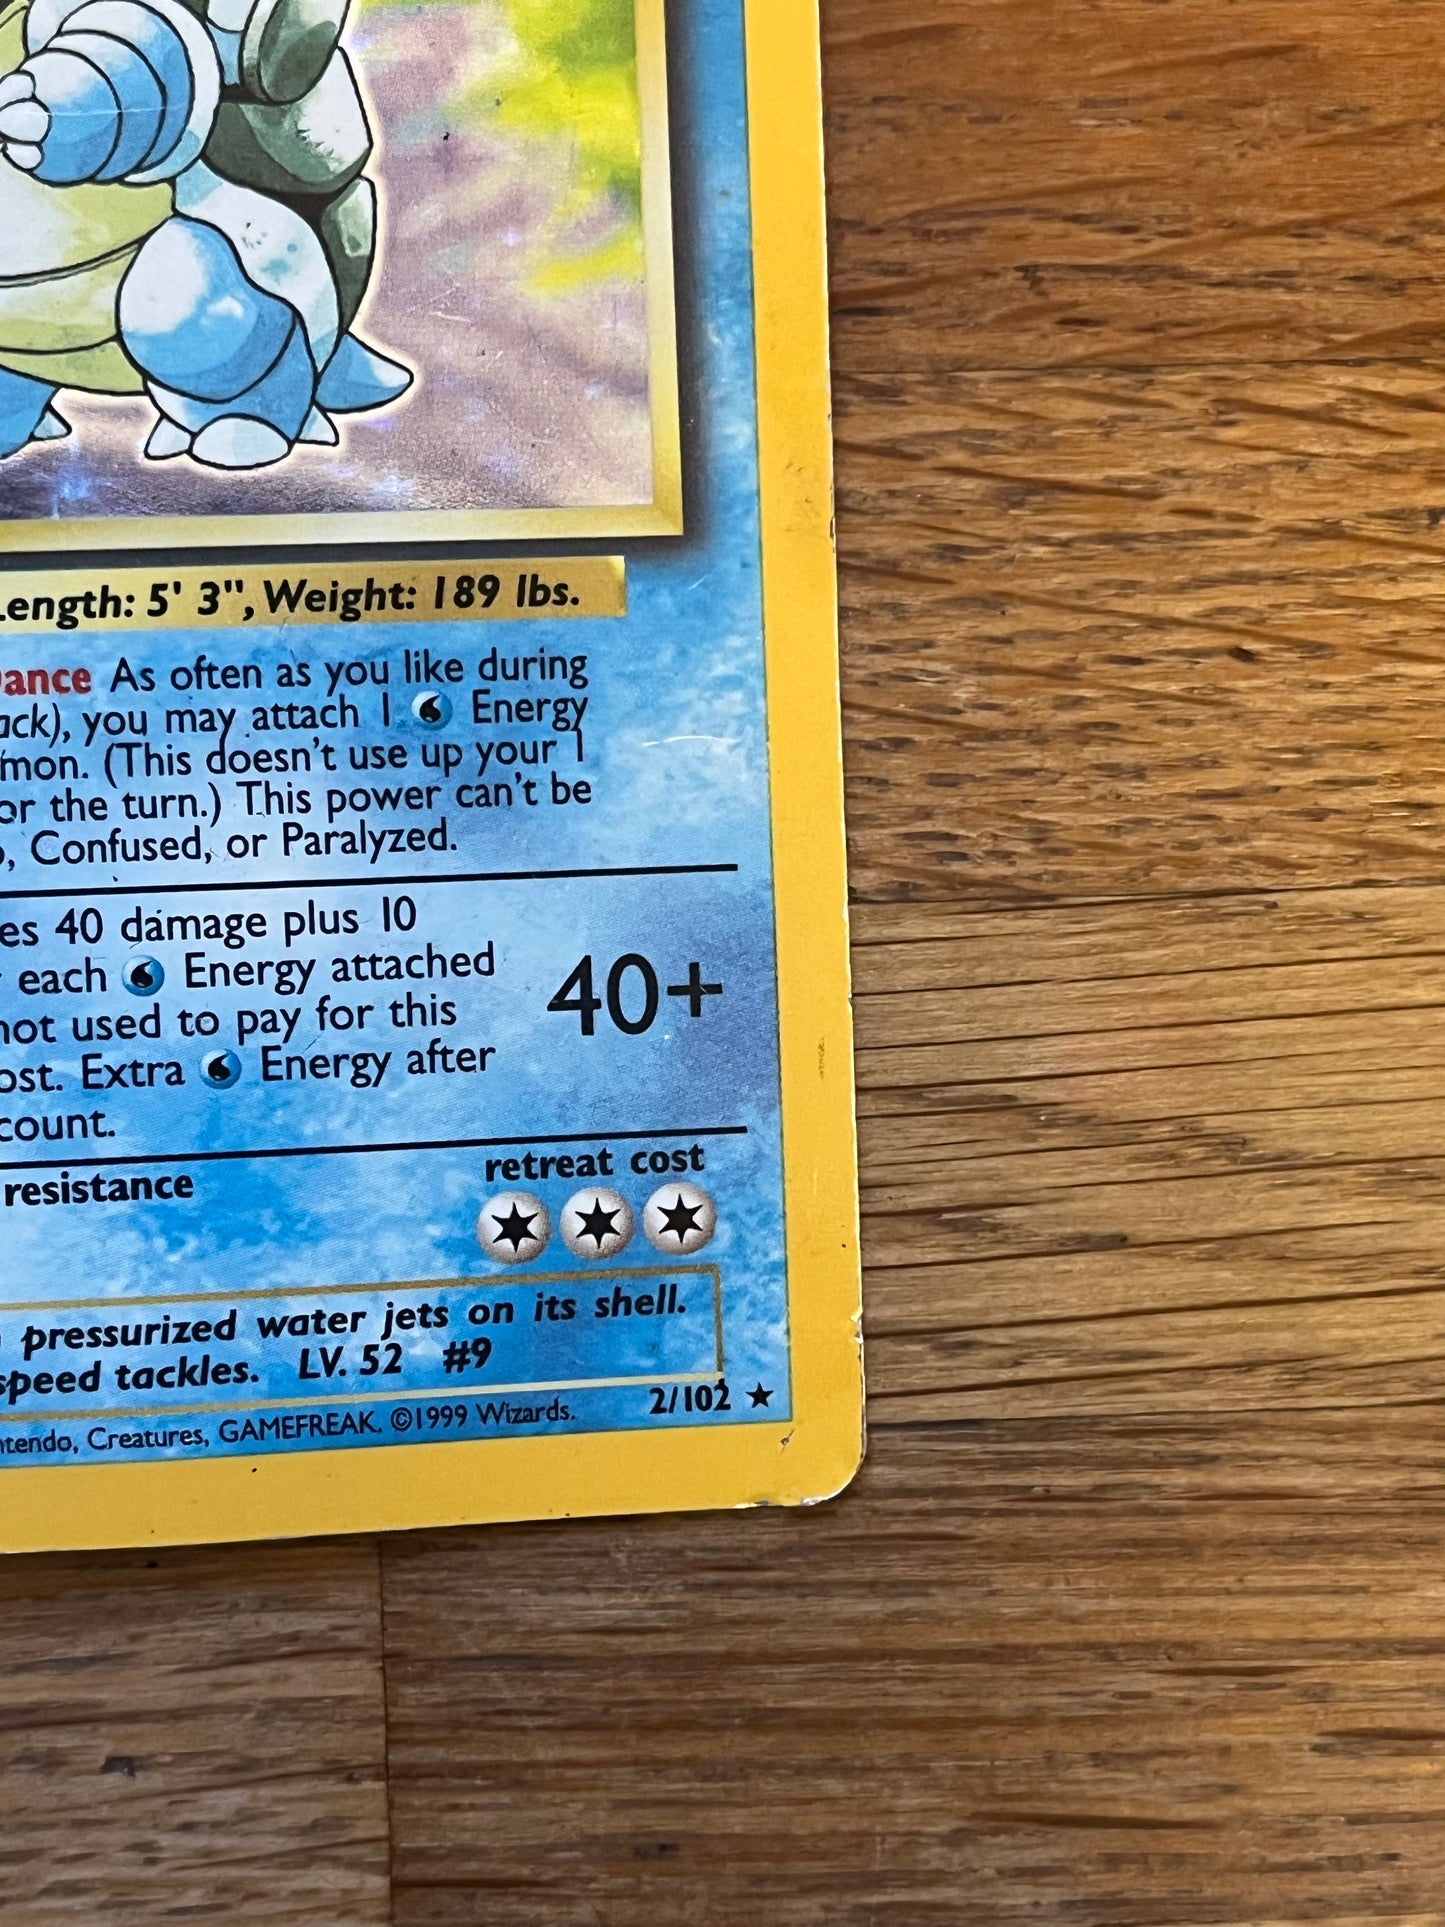 Length: 5' 3", Weight: 189 lbs.
ance As often as you like during
ack), you may attach 1 Energy
mon. (This doesn't use up your 1
or the turn.) This power can't be
, Confused, or Paralyzed.
es 40 damage plus 10
each Energy attached
not used to pay for this
ost. Extra Energy after
count.
40+
resistance
retreat cost
pressurized water jets on its shell.
speed tackles. LV. 52 #9
ntendo, Creatures, GAMEFREAK. ©1999 Wizards.
2/102 ★